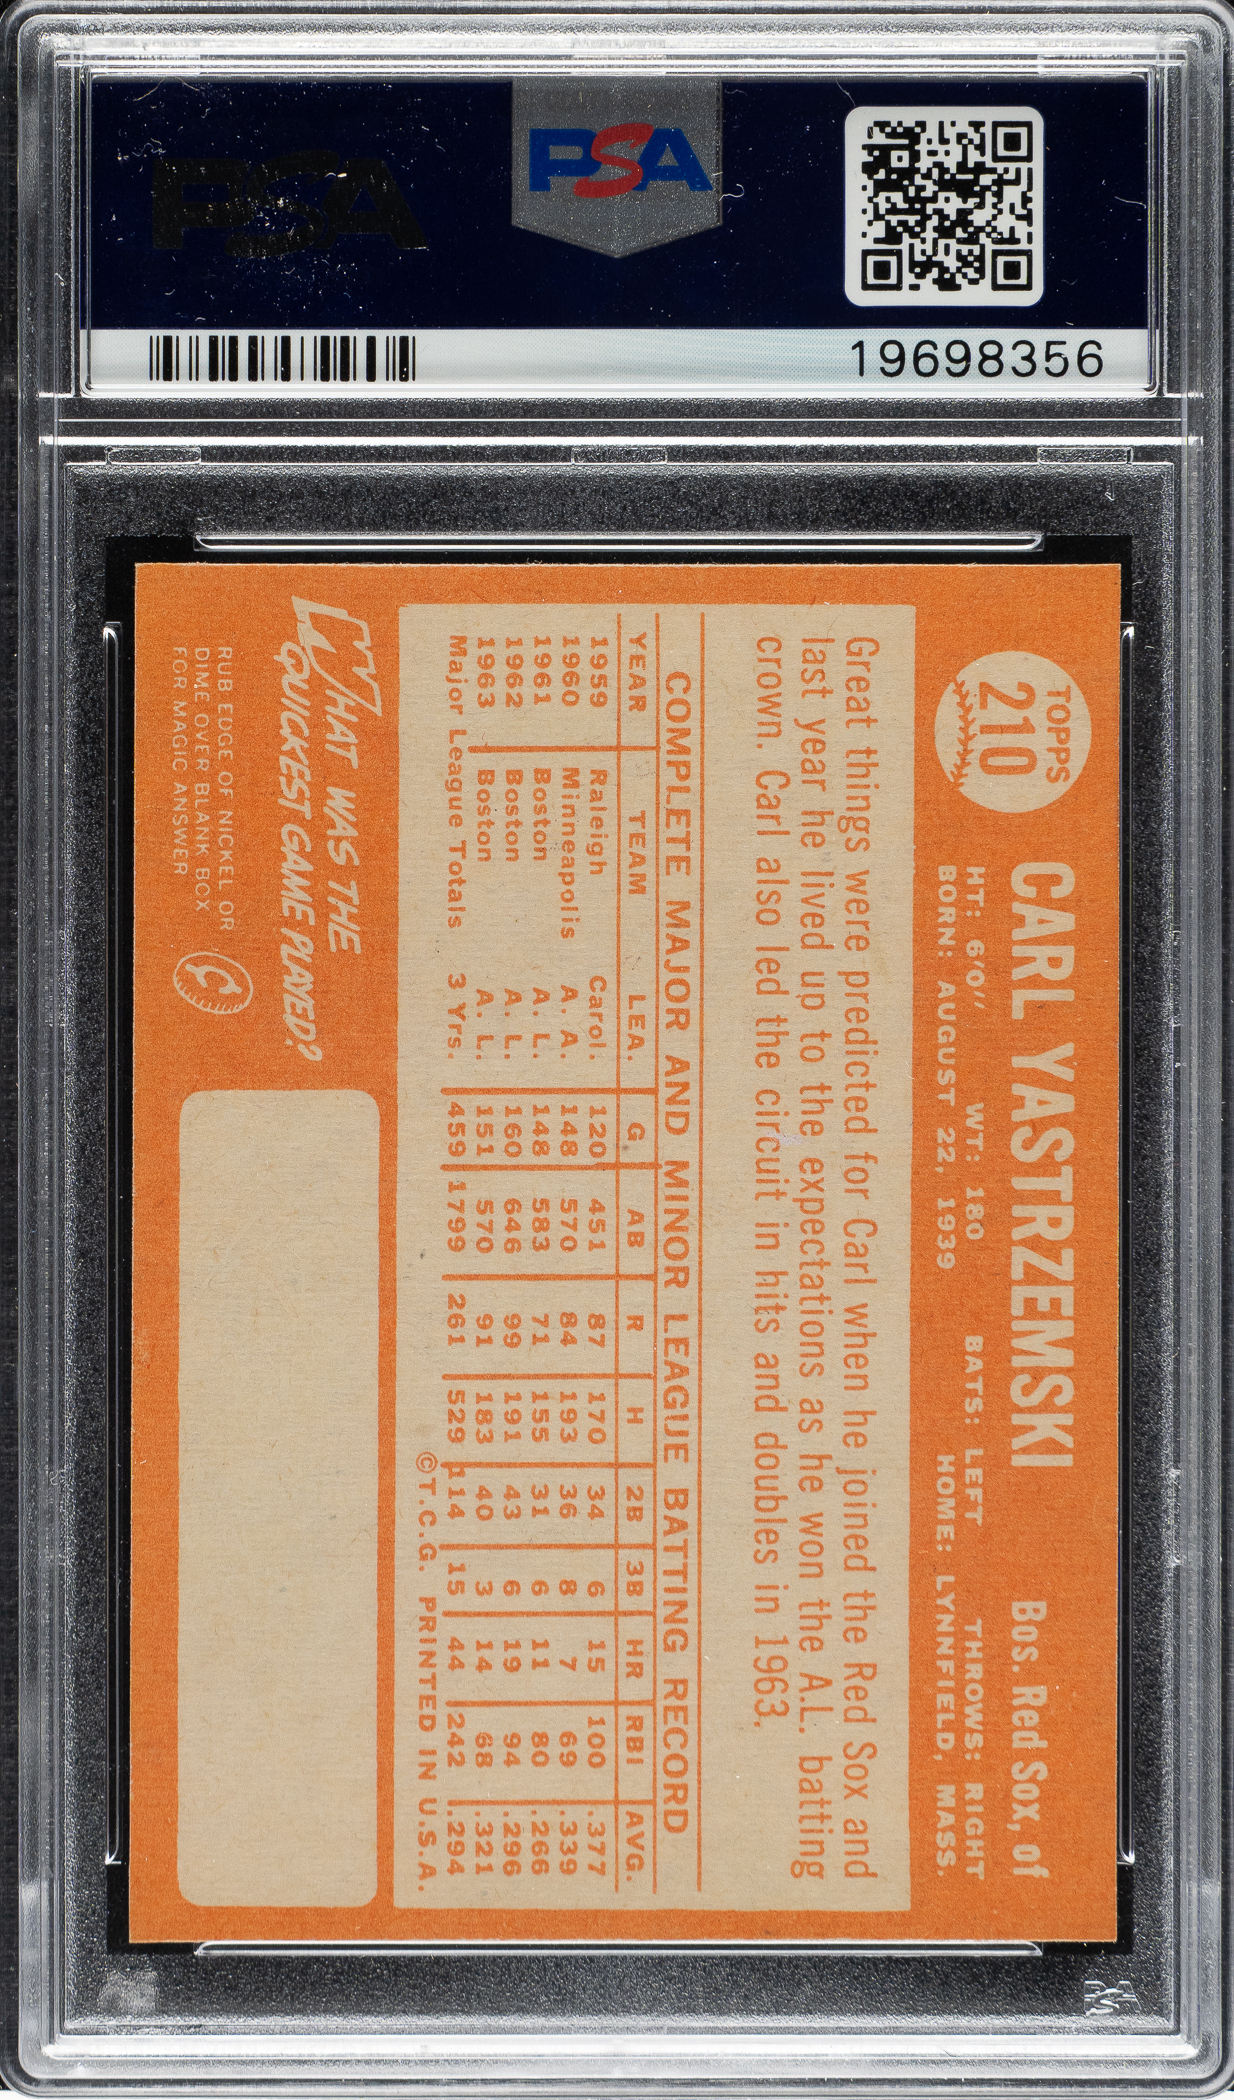 PSA
PSA
19698356
TOPPS
210
CARL YASTRZEMSKI
Bos. Red Sox, of
HT: 6'0" WT: 180 BATS: LEFT THROWS: RIGHT
BORN: AUGUST 22, 1939 HOME: LYNNFIELD, MASS.
Great things were predicted for Carl when he joined the Red Sox and
last year he lived up to the expectations as he won the A.L. batting
crown. Carl also led the circuit in hits and doubles in 1963.
COMPLETE MAJOR AND MINOR LEAGUE BATTING RECORD
YEAR TEAM LEA. G AB R H 2B 3B HR RBI AVG.
1959 Raleigh Carol. 120 451 87 170 34 6 15 100 .377
1960 Minneapolis A. A. 148 570 84 193 36 8 7 69 .339
1961 Boston A. L. 148 583 71 155 31 6 11 80 .266
1962 Boston A. L. 160 646 99 191 43 6 19 94 .296
1963 Boston A. L. 151 570 91 183 40 3 14 68 .321
Major League Totals 3 Yrs. 459 1799 261 529 114 15 44 242 .294
©T.C.G. PRINTED IN U.S.A.
WHAT WAS THE
QUICKEST GAME PLAYED?
RUB EDGE OF NICKEL OR
DIME OVER BLANK BOX
FOR MAGIC ANSWER
C
PSA